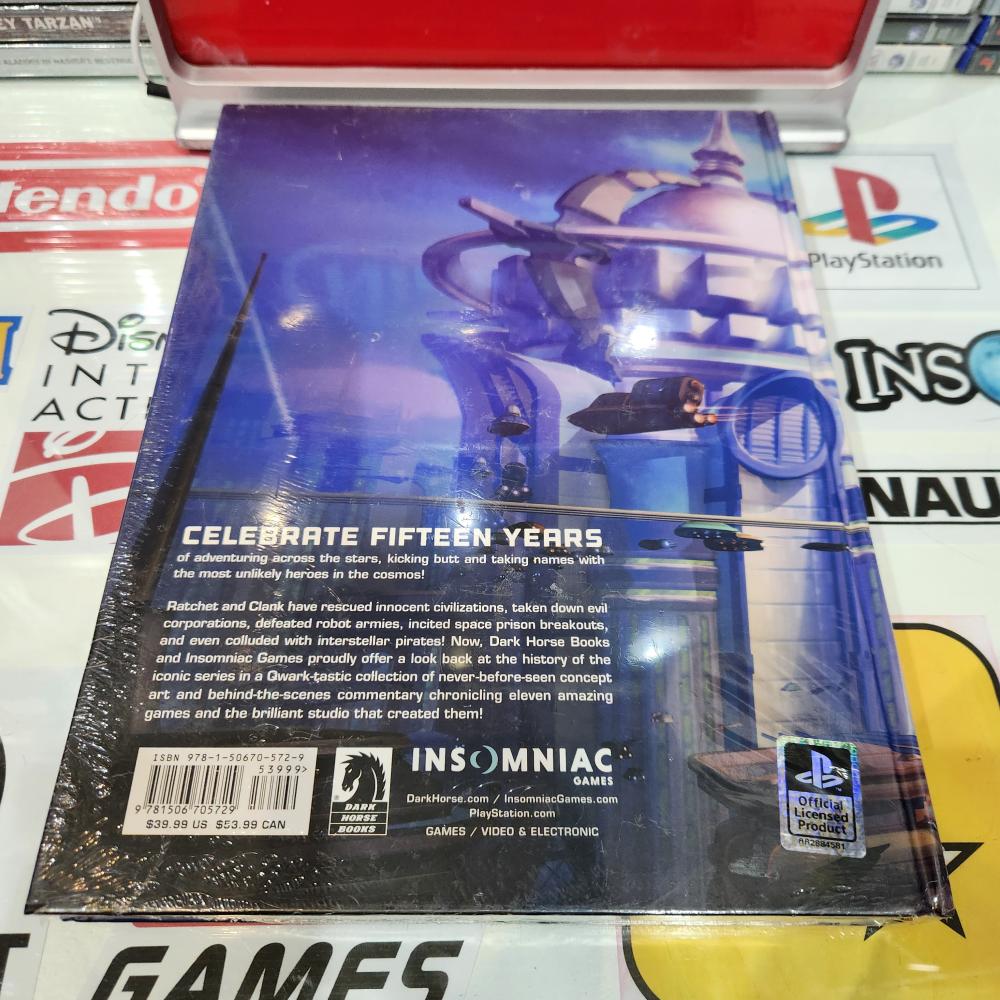 EY TARZAN
tendo
PlayStation
Disn
INT
ACTI
INS
NAU
CELEBRATE FIFTEEN YEARS
of adventuring across the stars, kicking butt and taking names with
the most unlikely heroes in the cosmos!
Ratchet and Clank have rescued innocent civilizations, taken down evil
corporations, defeated robot armies, incited space prison breakouts,
and even colluded with interstellar pirates! Now, Dark Horse Books
and Insomniac Games proudly offer a look back at the history of the
iconic series in a Qwark-tastic collection of never-before-seen concept
art and behind-the-scenes commentary chronicling eleven amazing
games and the brilliant studio that created them!
ISBN 978-1-50670-572-9
53999>
9 781506 705729
$39.99 US $53.99 CAN
DARK
HORSE
BOOKS
INSOMNIAC
GAMES
DarkHorse.com / InsomniacGames.com
PlayStation.com
GAMES / VIDEO & ELECTRONIC
Official
Licensed
Product
GAMES